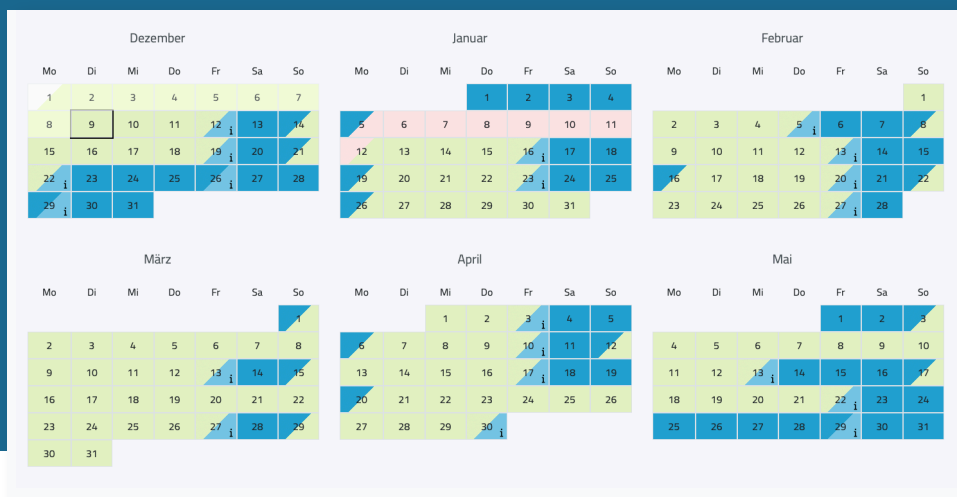 Dezember Januar Februar
Mo Di Mi Do Fr Sa So Mo Di Mi Do Fr Sa So Mo Di Mi Do Fr Sa So
1 2 3 4 5 6 7 1 2 3 4 1
8 9 10 11 12 i 13 14 5 6 7 8 9 10 11 2 3 4 5 i 6 7 8
15 16 17 18 19 i 20 21 12 13 14 15 16 i 17 18 9 10 11 12 13 i 14 15
22 i 23 24 25 26 i 27 28 19 20 21 22 23 i 24 25 16 17 18 19 20 i 21 22
29 i 30 31 26 27 28 29 30 31 23 24 25 26 27 i 28
März April Mai
Mo Di Mi Do Fr Sa So Mo Di Mi Do Fr Sa So Mo Di Mi Do Fr Sa So
1 1 2 3 i 4 5 1 2 3
2 3 4 5 6 7 8 6 7 8 9 10 i 11 12 4 5 6 7 8 9 10
9 10 11 12 13 i 14 15 13 14 15 16 17 i 18 19 11 12 13 i 14 15 16 17
16 17 18 19 20 21 22 20 21 22 23 24 25 26 18 19 20 21 22 i 23 24
23 24 25 26 27 i 28 29 27 28 29 30 i 25 26 27 28 29 i 30 31
30 31